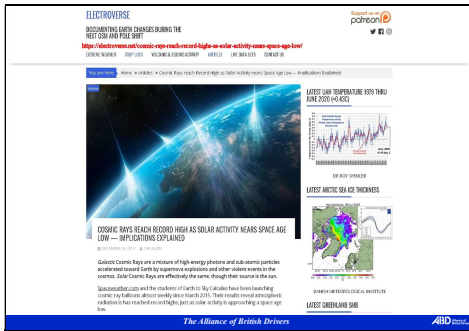 ELECTROVERSE
DOCUMENTING EARTH CHANGES DURING THE
NEXT GSM AND POLE SHIFT
Support us on
patreon
https://electroverse.net/cosmic-rays-reach-record-highs-as-solar-activity-nears-space-age-low/
EXTREME WEATHER
CROP LOSS
VOLCANIC & SEISMIC ACTIVITY
ARTICLES
LIVE DATA SETS
CONTACT US
You are here
Home
Articles
Cosmic Rays reach Record High as Solar Activity nears Space Age Low — Implications Explained
COSMIC RAYS REACH RECORD HIGH AS SOLAR ACTIVITY NEARS SPACE AGE
LOW — IMPLICATIONS EXPLAINED
CAP ALLON
Galactic Cosmic Rays are a mixture of high-energy photons and sub-atomic particles
accelerated toward Earth by supernova explosions and other violent events in the
cosmos. Solar Cosmic Rays are effectively the same, though their source is the sun.
Spaceweather.com and the students of Earth to Sky Calculus have been launching
cosmic ray balloons almost weekly since March 2015. Their results reveal atmospheric
radiation is has reached record highs, just as solar activity is approaching a space age
low.
LATEST UAH TEMPERATURE 1979 THRU
JUNE 2020 (+0.43C)
DR ROY SPENCER
LATEST ARCTIC SEA ICE THICKNESS
DANISH METEOROLOGICAL INSTITUTE
LATEST GREENLAND SMB
The Alliance of British Drivers
ABD